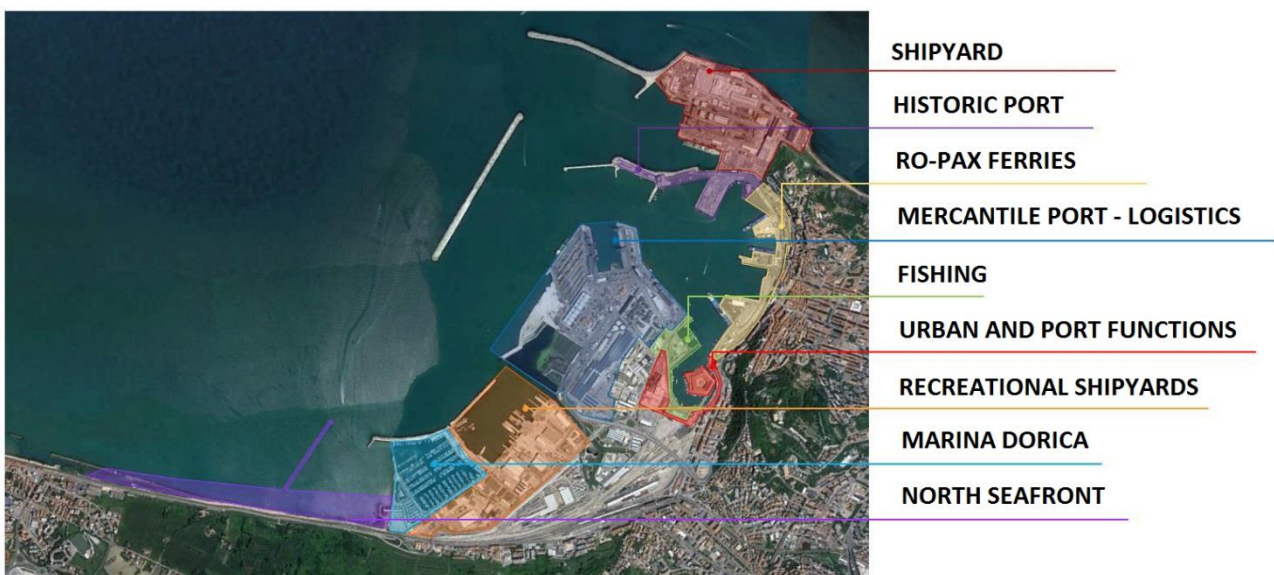 SHIPYARD
HISTORIC PORT
RO-PAX FERRIES
MERCANTILE PORT - LOGISTICS
FISHING
URBAN AND PORT FUNCTIONS
RECREATIONAL SHIPYARDS
MARINA DORICA
NORTH SEAFRONT